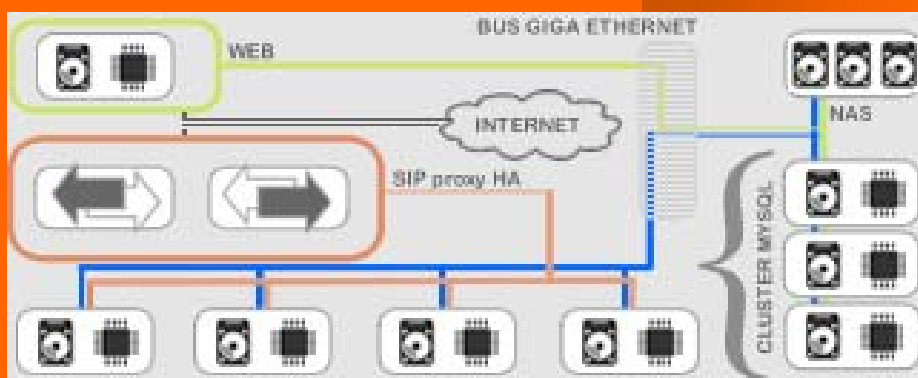 BUS GIGA ETHERNET
WEB
INTERNET
NAS
SIP proxy HA
CLUSTER MYSQL